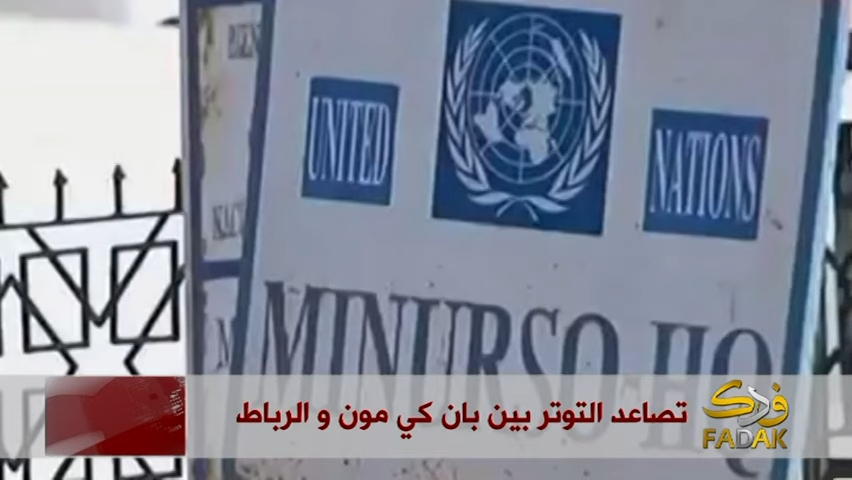 UNITED
NATIONS
MINURSO-HQ
تصاعد التوتر بين بان كي مون و الرباط
فدك
FADAK